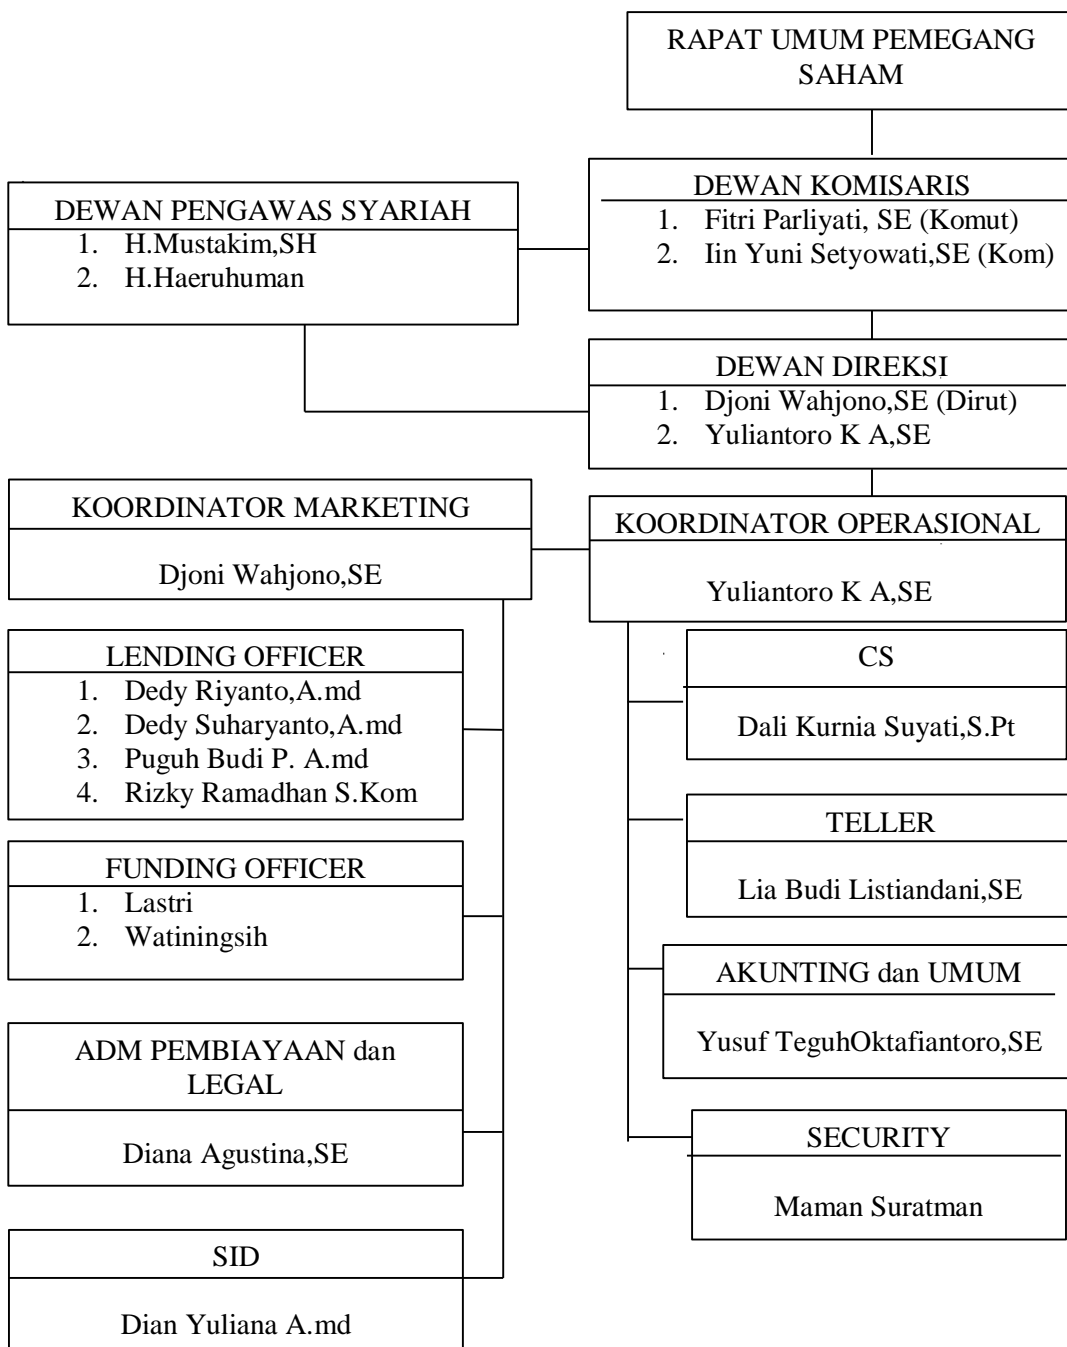 RAPAT UMUM PEMEGANG
SAHAM
DEWAN KOMISARIS
1. Fitri Parliyati, SE (Komut)
2. Iin Yuni Setyowati,SE (Kom)
DEWAN PENGAWAS SYARIAH
1. H.Mustakim,SH
2. H.Haeruhuman
DEWAN DIREKSI
1. Djoni Wahjono,SE (Dirut)
2. Yuliantoro K A,SE
KOORDINATOR MARKETING
Djoni Wahjono,SE
KOORDINATOR OPERASIONAL
Yuliantoro K A,SE
LENDING OFFICER
1. Dedy Riyanto,A.md
2. Dedy Suharyanto,A.md
3. Puguh Budi P. A.md
4. Rizky Ramadhan S.Kom
FUNDING OFFICER
1. Lastri
2. Watiningsih
ADM PEMBIAYAAN dan
LEGAL
Diana Agustina,SE
SID
Dian Yuliana A.md
CS
Dali Kurnia Suyati,S.Pt
TELLER
Lia Budi Listiandani,SE
AKUNTING dan UMUM
Yusuf TeguhOktafiantoro,SE
SECURITY
Maman Suratman